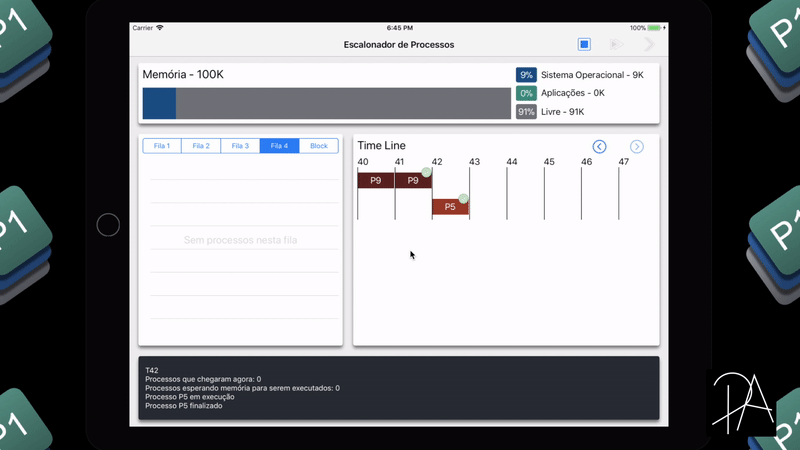 Carrier 6:45 PM 100%
Escalonador de Processos
Memória - 100K
9% Sistema Operacional - 9K
0% Aplicações - 0K
91% Livre - 91K
Fila 1 Fila 2 Fila 3 Fila 4 Block
Sem processos nesta fila
Time Line
40 41 42 43 44 45 46 47
P9 P9
P5
T42
Processos que chegaram agora: 0
Processos esperando memória para serem executados: 0
Processo P5 em execução
Processo P5 finalizado
P1
P1
P1
P1
P1
P1
PA